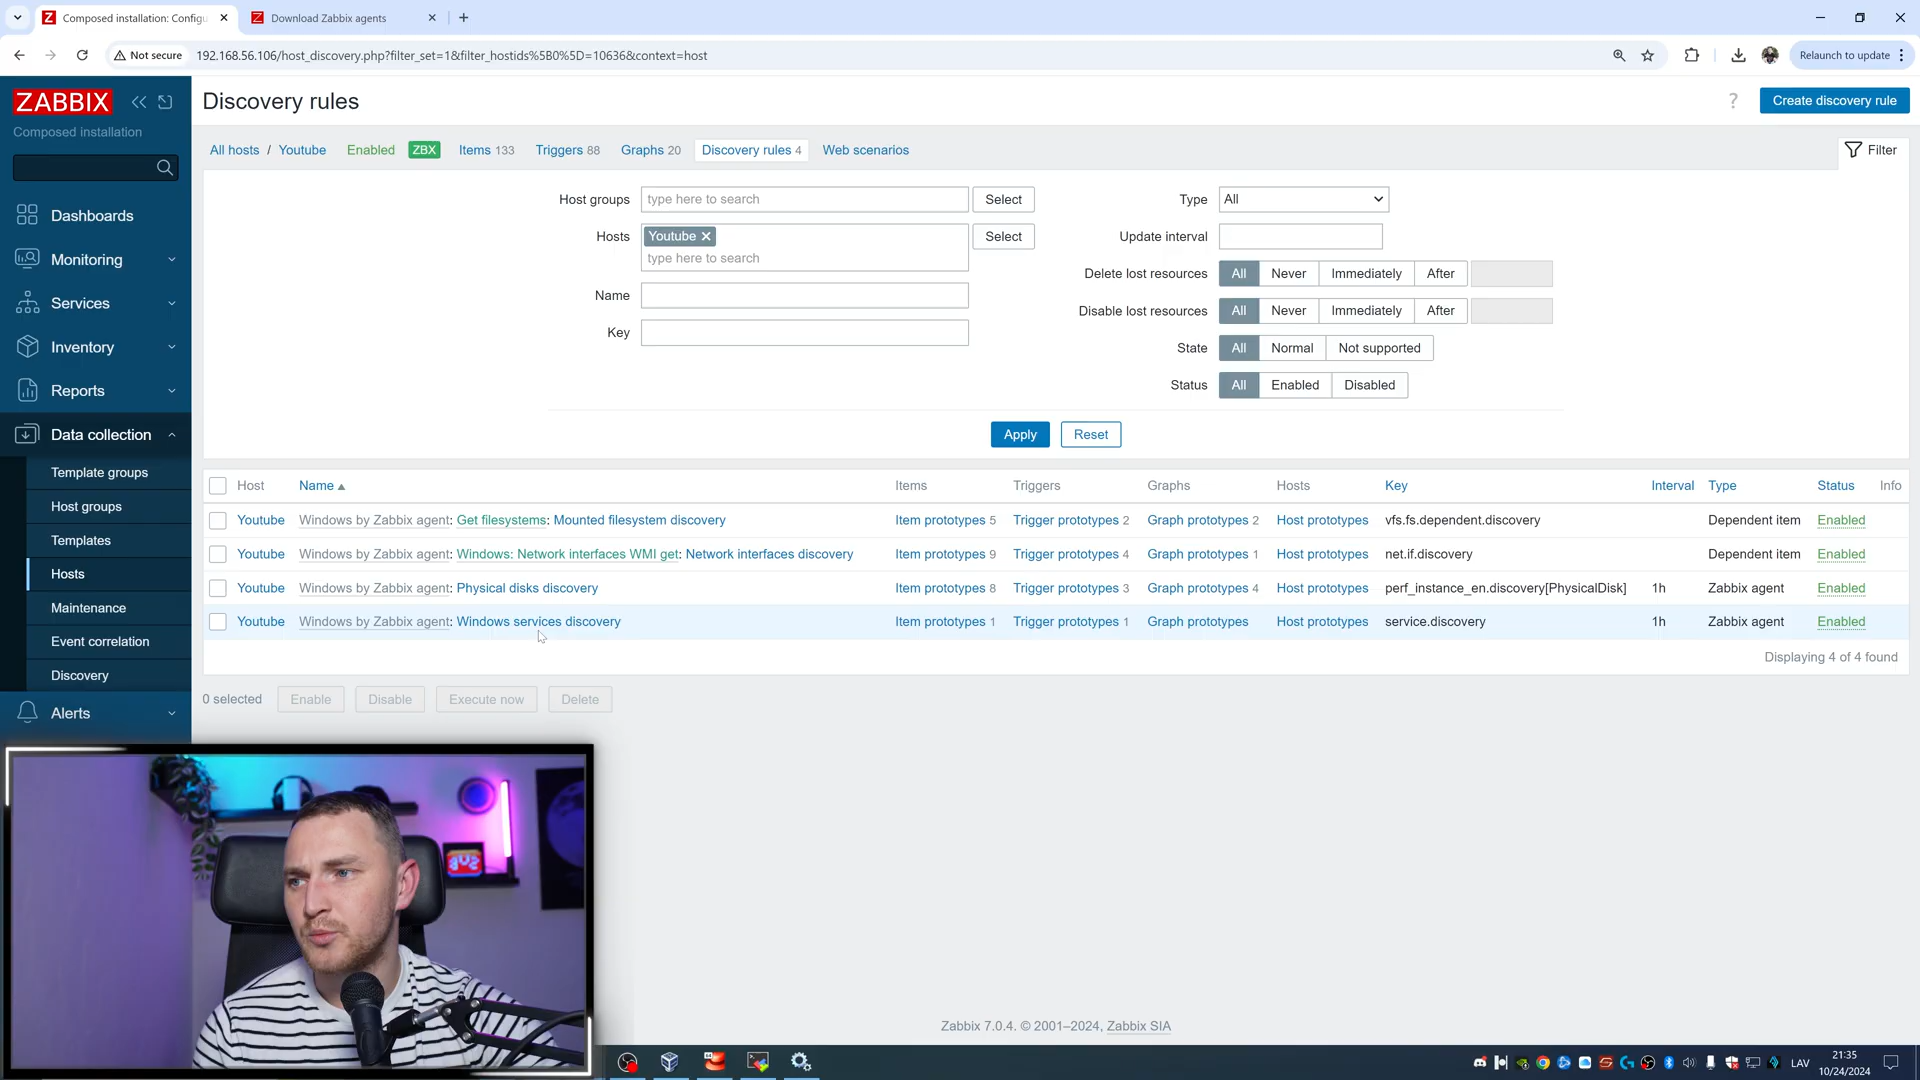 Composed installation: Configu
Download Zabbix agents
Not secure
192.168.56.106/host_discovery.php?filter_set=1&filter_hostids%5B0%5D=10636&context=host
Relaunch to update
ZABBIX
Composed installation
Dashboards
Monitoring
Services
Inventory
Reports
Data collection
Template groups
Host groups
Templates
Hosts
Maintenance
Event correlation
Discovery
Alerts
Discovery rules
?
Create discovery rule
All hosts / Youtube Enabled ZBX Items 133 Triggers 88 Graphs 20 Discovery rules 4 Web scenarios
Filter
Host groups type here to search Select
Hosts Youtube Select
type here to search
Name
Key
Type All
Update interval
Delete lost resources All Never Immediately After
Disable lost resources All Never Immediately After
State All Normal Not supported
Status All Enabled Disabled
Apply Reset
Host Name Items Triggers Graphs Hosts Key Interval Type Status Info
Youtube Windows by Zabbix agent: Get filesystems: Mounted filesystem discovery Item prototypes 5 Trigger prototypes 2 Graph prototypes 2 Host prototypes vfs.fs.dependent.discovery Dependent item Enabled
Youtube Windows by Zabbix agent: Windows: Network interfaces WMI get: Network interfaces discovery Item prototypes 9 Trigger prototypes 4 Graph prototypes 1 Host prototypes net.if.discovery Dependent item Enabled
Youtube Windows by Zabbix agent: Physical disks discovery Item prototypes 8 Trigger prototypes 3 Graph prototypes 4 Host prototypes perf_instance_en.discovery[PhysicalDisk] 1h Zabbix agent Enabled
Youtube Windows by Zabbix agent: Windows services discovery Item prototypes 1 Trigger prototypes 1 Graph prototypes Host prototypes service.discovery 1h Zabbix agent Enabled
Displaying 4 of 4 found
0 selected Enable Disable Execute now Delete
Zabbix 7.0.4. © 2001–2024, Zabbix SIA
LAV
21:35
10/24/2024